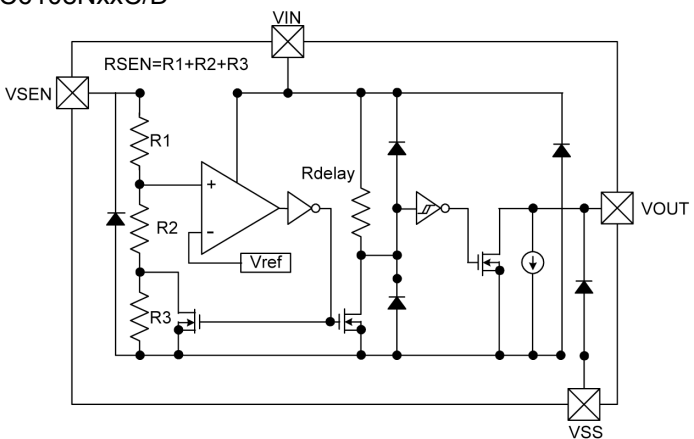 VIN
RSEN=R1+R2+R3
VSEN
R1
Rdelay
+
R2
-
VOUT
Vref
R3
VSS